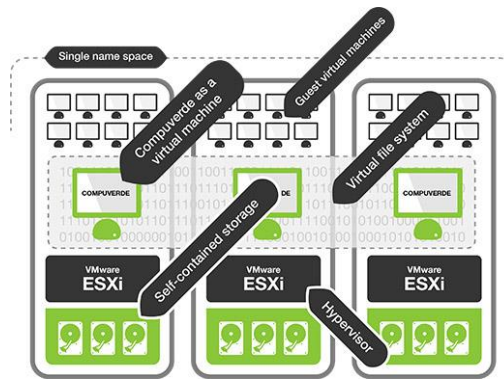 Single name space
Guest virtual machines
Compuverde as a
virtual machine
Virtual file system
COMPUVERDE
DE
COMPUVERDE
Self-contained storage
VMware
ESXi
VMware
ESXi
VMware
ESXi
Hypervisor